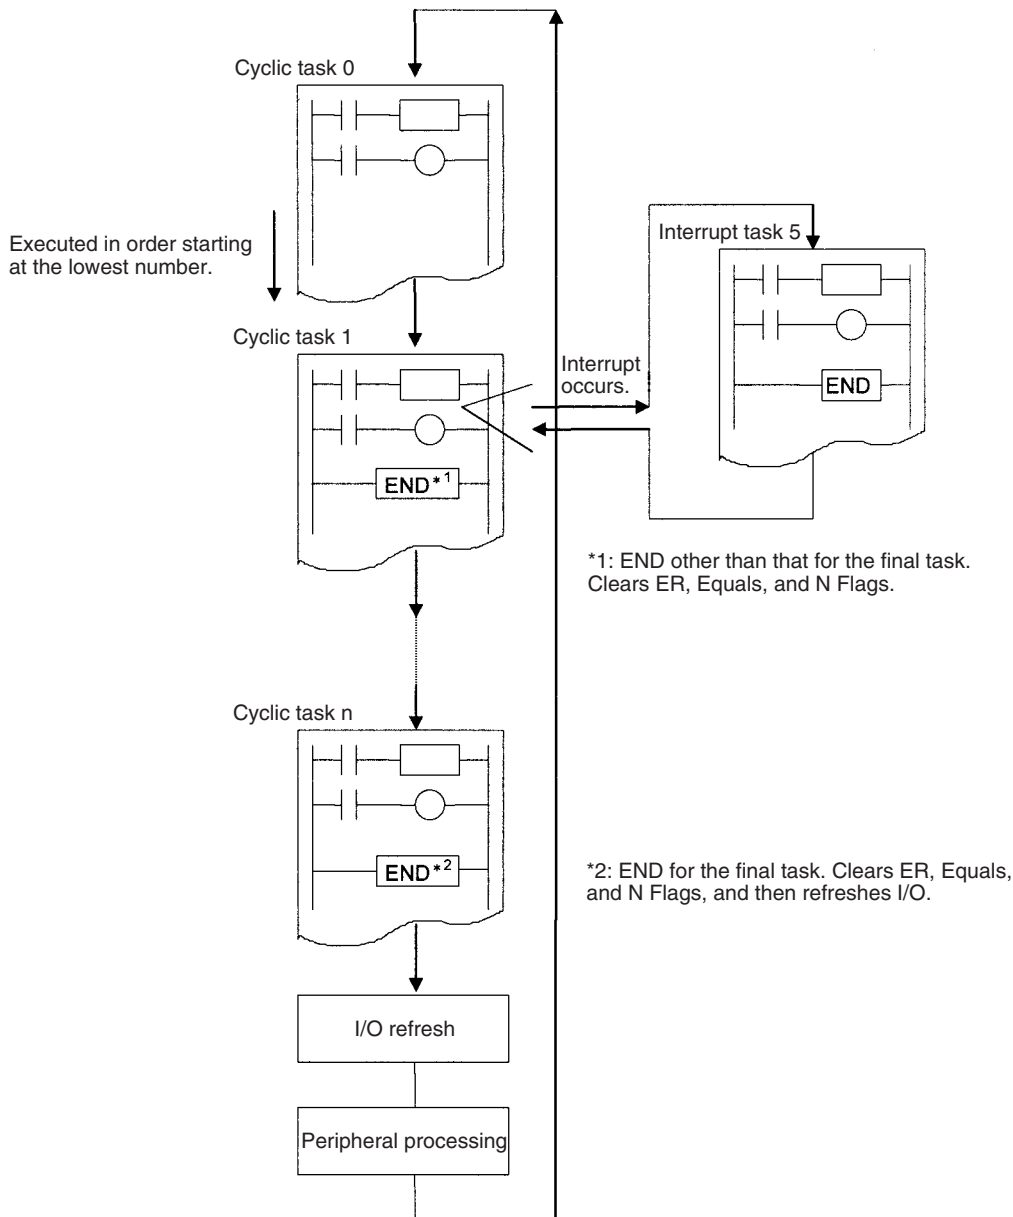 Cyclic task 0
Executed in order starting
at the lowest number.
Cyclic task 1
END*1
Interrupt
occurs.
Interrupt task 5
END
*1: END other than that for the final task.
Clears ER, Equals, and N Flags.
Cyclic task n
END*2
*2: END for the final task. Clears ER, Equals,
and N Flags, and then refreshes I/O.
I/O refresh
Peripheral processing